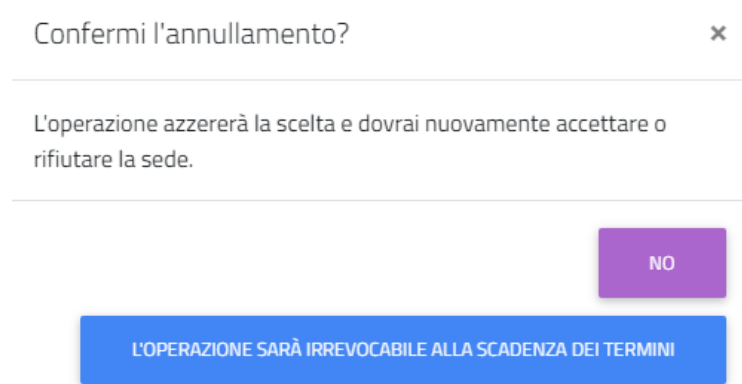 Confermi l'annullamento? ×
L'operazione azzererà la scelta e dovrai nuovamente accettare o
rifiutare la sede.
NO
L'OPERAZIONE SARÀ IRREVOCABILE ALLA SCADENZA DEI TERMINI